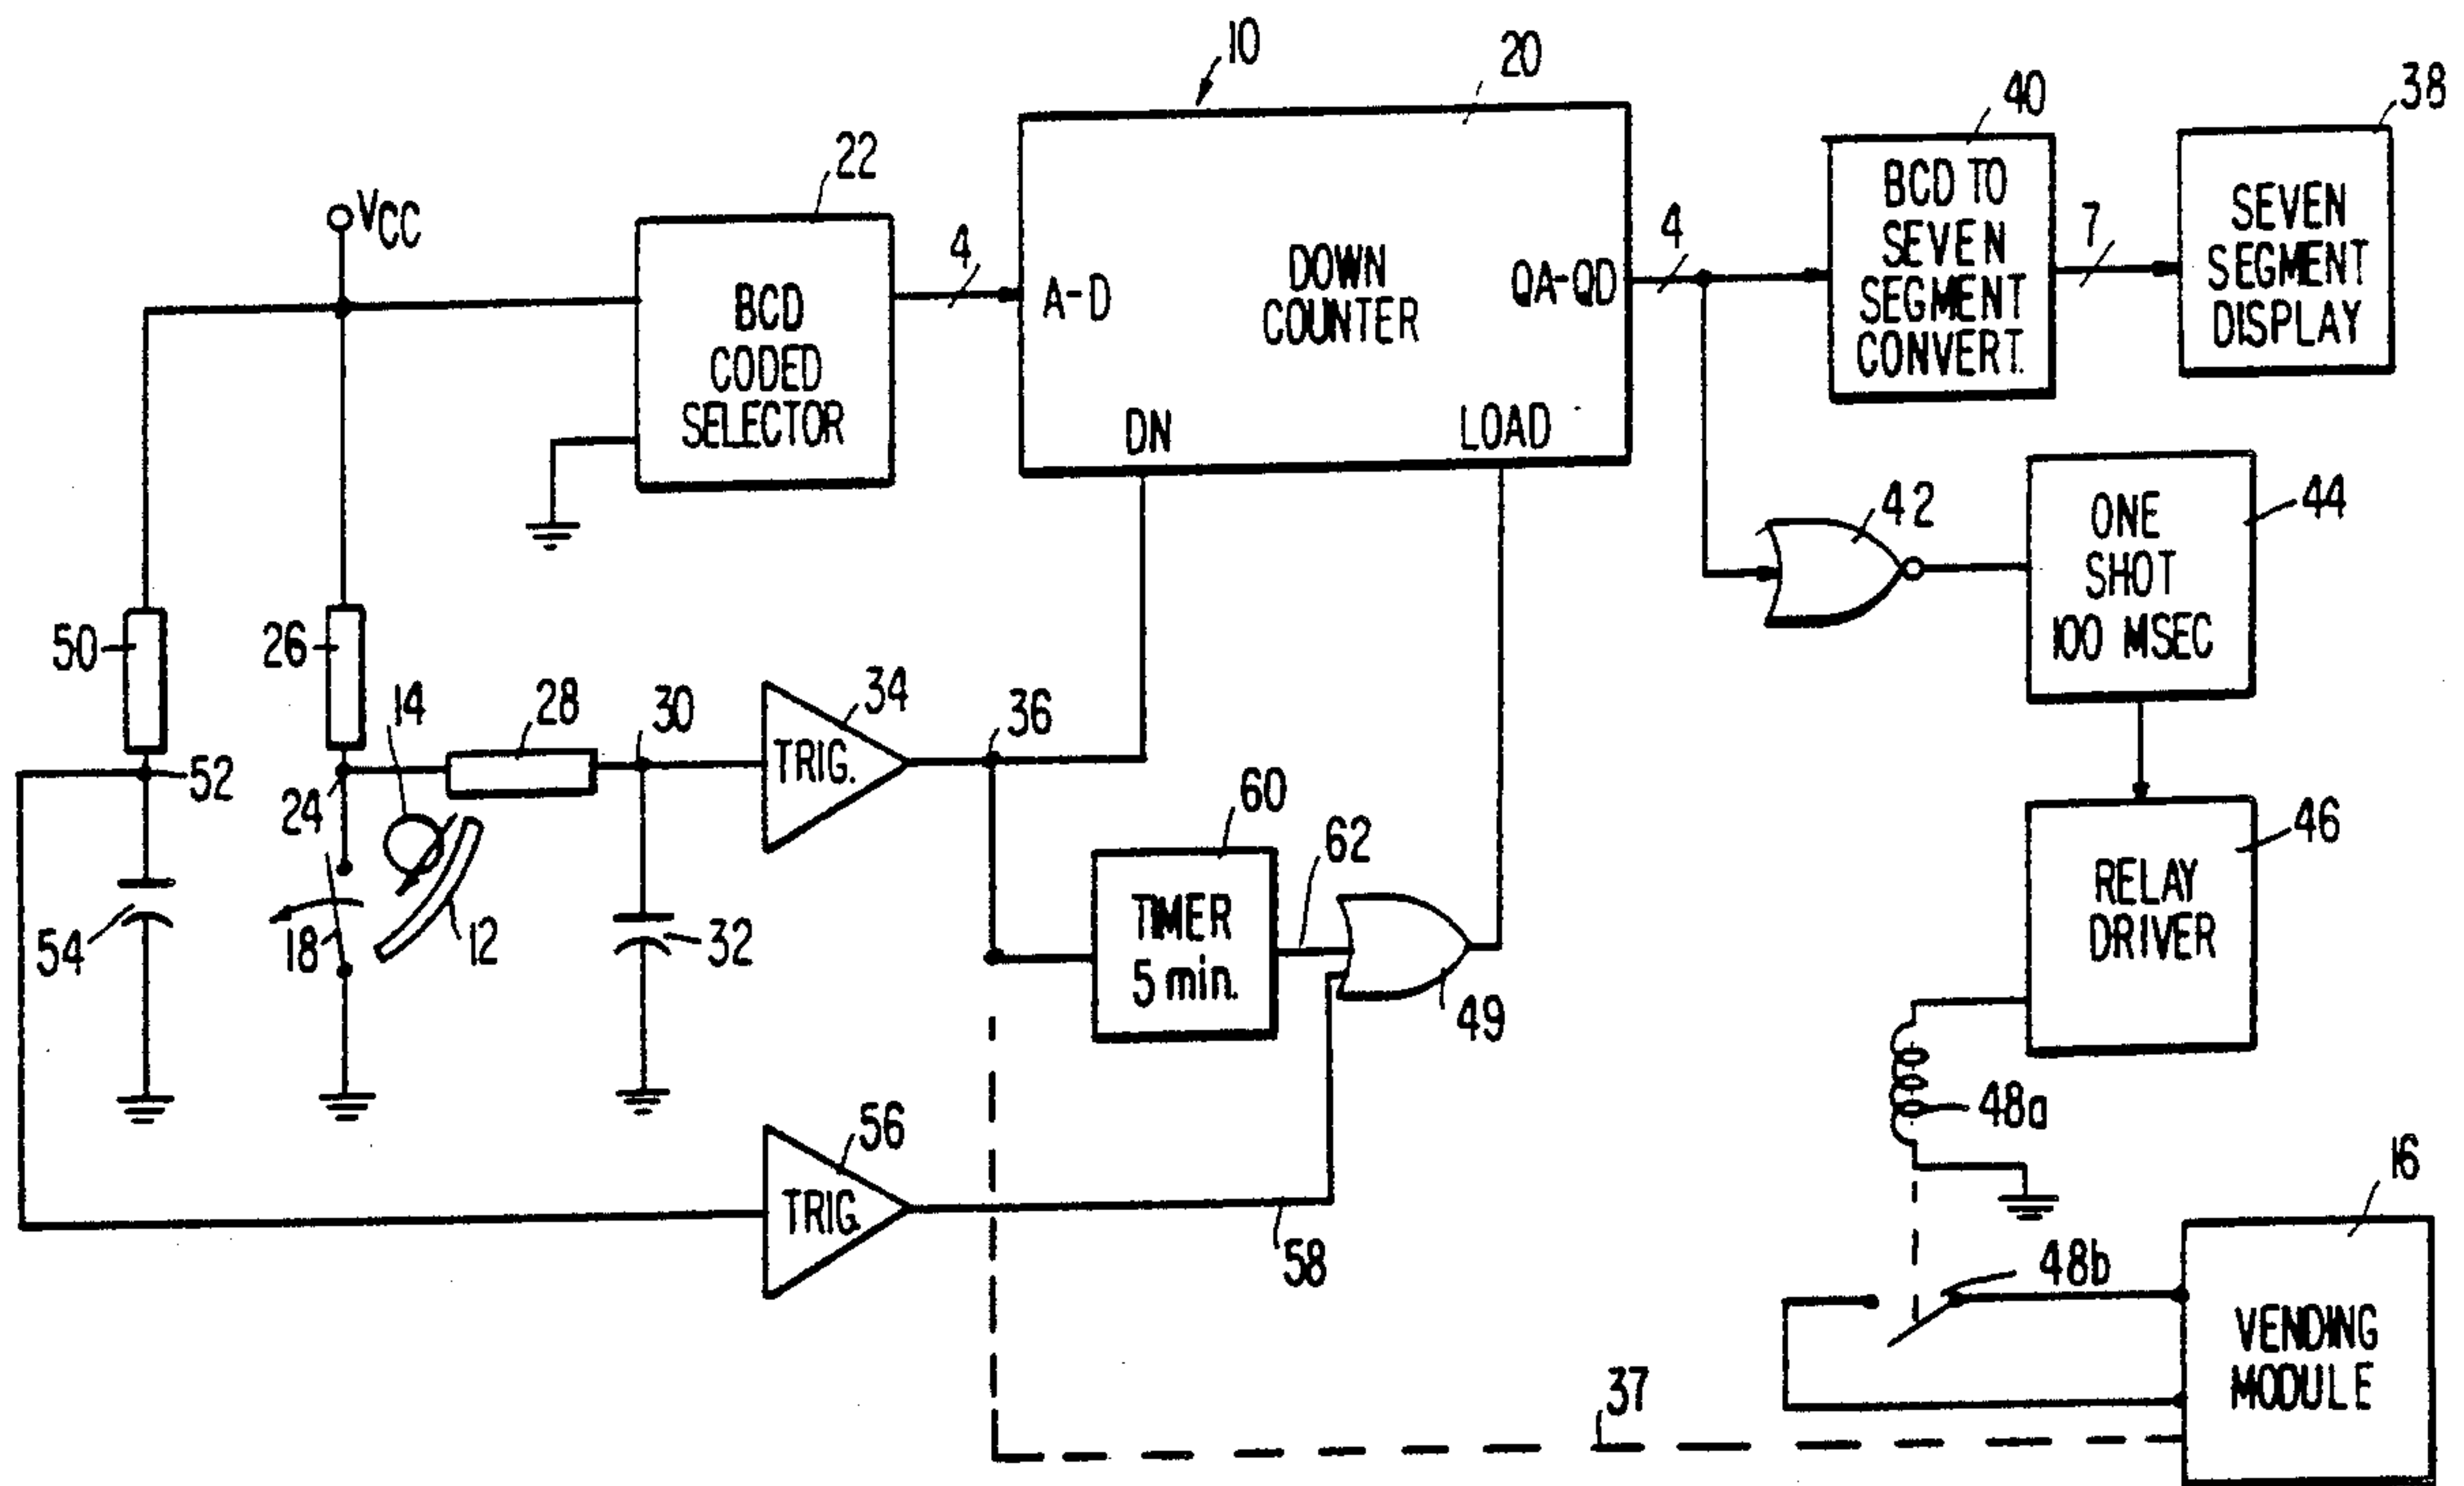 10
20
40
38
22
VCC
4
4
7
BCD
CODED
SELECTOR
A-D
DOWN
COUNTER
QA-QD
DN
LOAD
BCD TO
SEVEN
SEGMENT
CONVERT.
SEVEN
SEGMENT
DISPLAY
42
ONE
SHOT
100 MSEC
44
50
26
14
28
30
34
TRIG.
36
52
24
18
12
54
32
60
TIMER
5 min.
62
49
46
RELAY
DRIVER
48a
56
TRIG.
58
16
48b
VENDING
MODULE
37